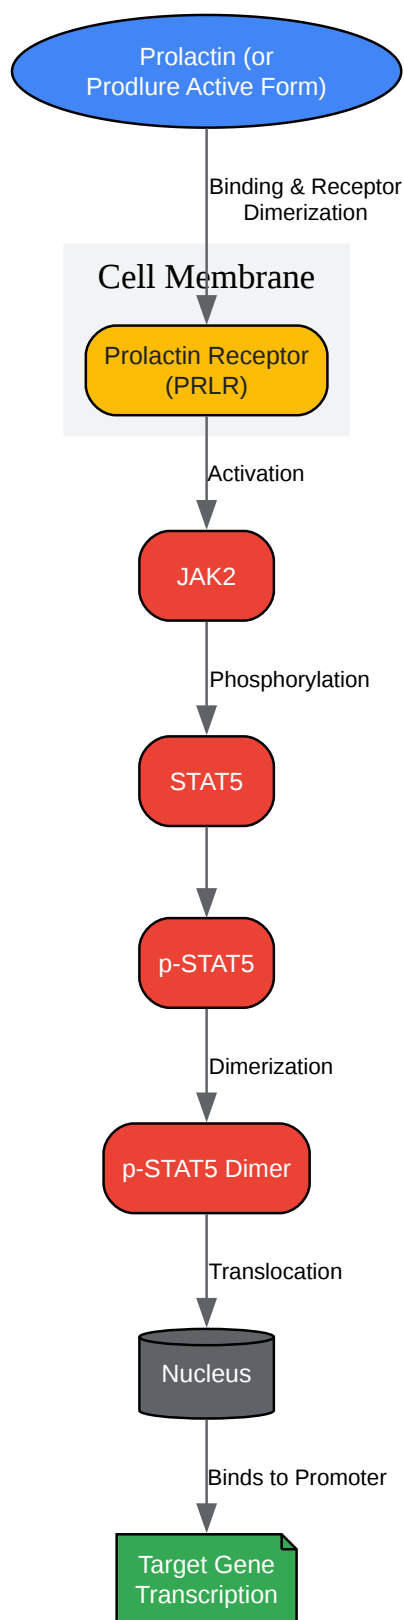 Prolactin (or
Prodlure Active Form)
Binding & Receptor
Dimerization
Cell Membrane
Prolactin Receptor
(PRLR)
Activation
JAK2
Phosphorylation
STAT5
p-STAT5
Dimerization
p-STAT5 Dimer
Translocation
Nucleus
Binds to Promoter
Target Gene
Transcription